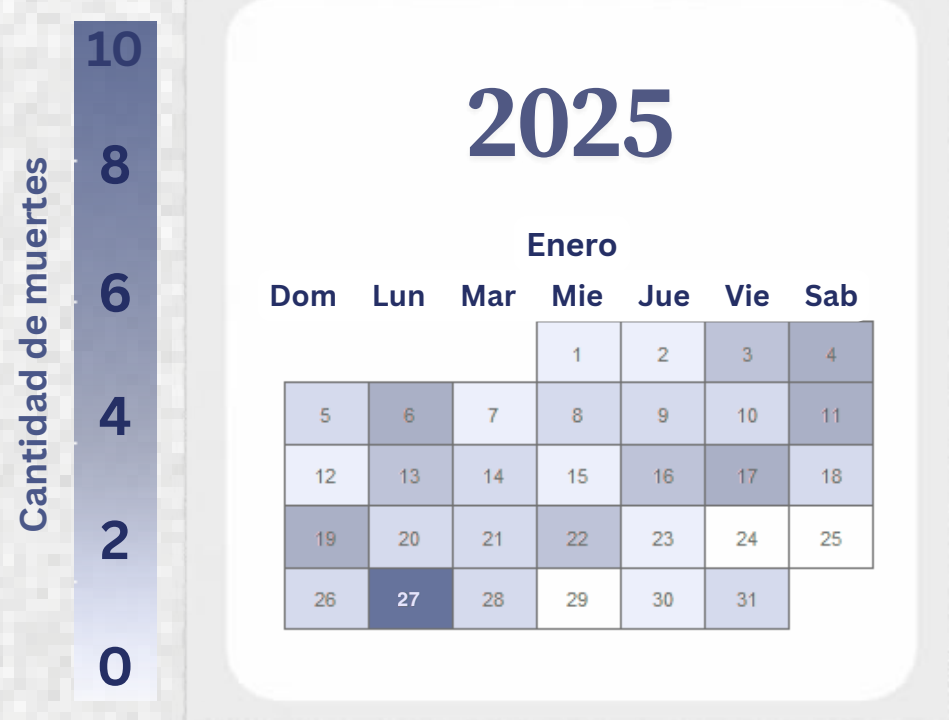 10
8
6
4
2
0
Cantidad de muertes
2025
Enero
Dom Lun Mar Mie Jue Vie Sab
1 2 3 4
5 6 7 8 9 10 11
12 13 14 15 16 17 18
19 20 21 22 23 24 25
26 27 28 29 30 31